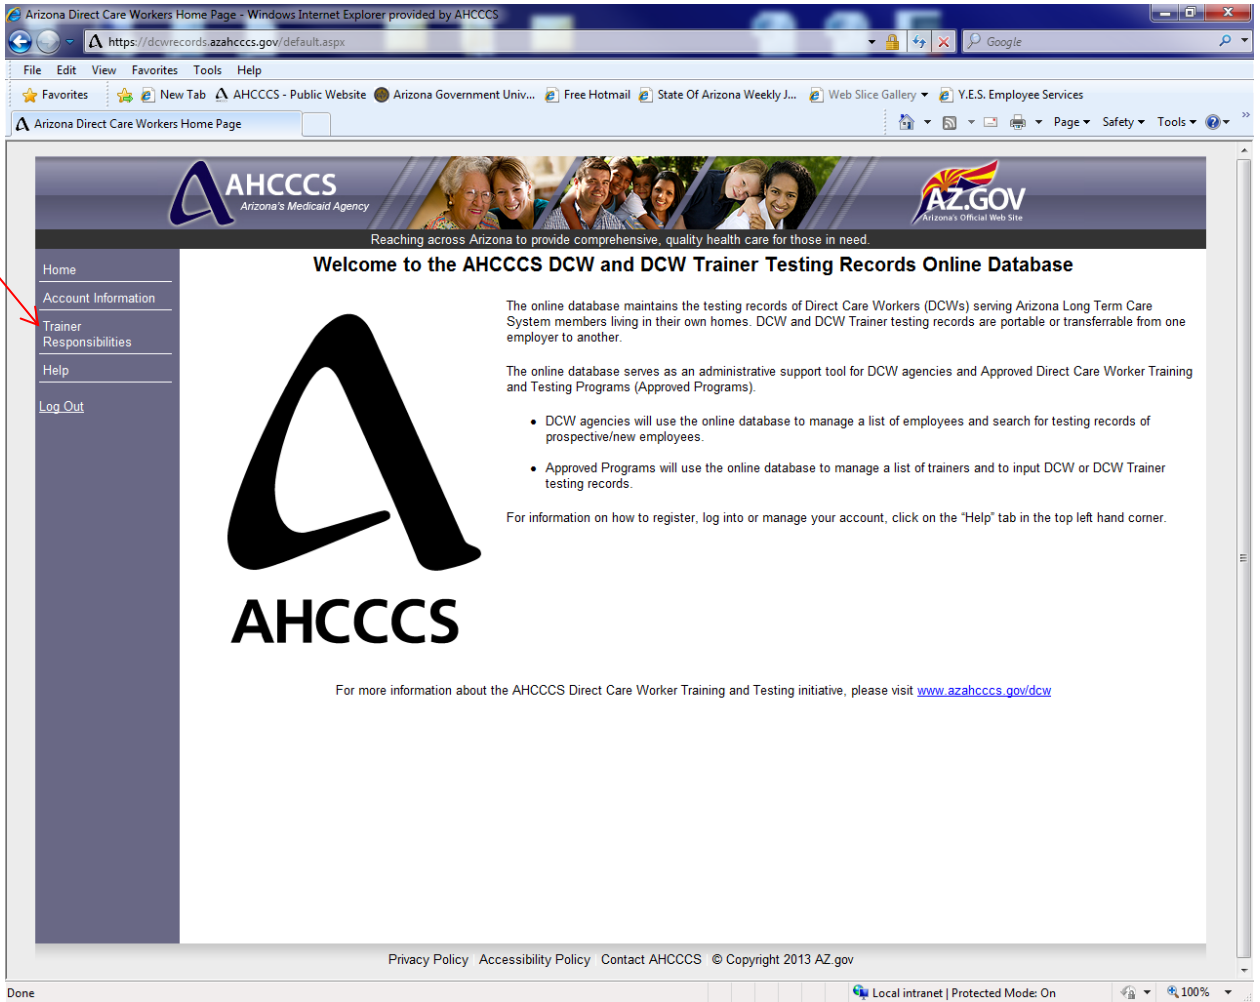 Arizona Direct Care Workers Home Page - Windows Internet Explorer provided by AHCCCS
https://dcwrecords.azahcccs.gov/default.aspx
Google
File Edit View Favorites Tools Help
Favorites New Tab AHCCCS - Public Website Arizona Government Univ... Free Hotmail State Of Arizona Weekly J... Web Slice Gallery Y.E.S. Employee Services
Arizona Direct Care Workers Home Page
Page Safety Tools
AHCCCS
Arizona's Medicaid Agency
AZ.GOV
Arizona's Official Web Site
Reaching across Arizona to provide comprehensive, quality health care for those in need.
Home
Account Information
Trainer
Responsibilities
Help
Log Out
Welcome to the AHCCCS DCW and DCW Trainer Testing Records Online Database
The online database maintains the testing records of Direct Care Workers (DCWs) serving Arizona Long Term Care
System members living in their own homes. DCW and DCW Trainer testing records are portable or transferrable from one
employer to another.
The online database serves as an administrative support tool for DCW agencies and Approved Direct Care Worker Training
and Testing Programs (Approved Programs).
• DCW agencies will use the online database to manage a list of employees and search for testing records of
prospective/new employees.
• Approved Programs will use the online database to manage a list of trainers and to input DCW or DCW Trainer
testing records.
For information on how to register, log into or manage your account, click on the "Help" tab in the top left hand corner.
AHCCCS
For more information about the AHCCCS Direct Care Worker Training and Testing initiative, please visit www.azahcccs.gov/dcw
Privacy Policy Accessibility Policy Contact AHCCCS © Copyright 2013 AZ.gov
Done
Local intranet | Protected Mode: On
100%